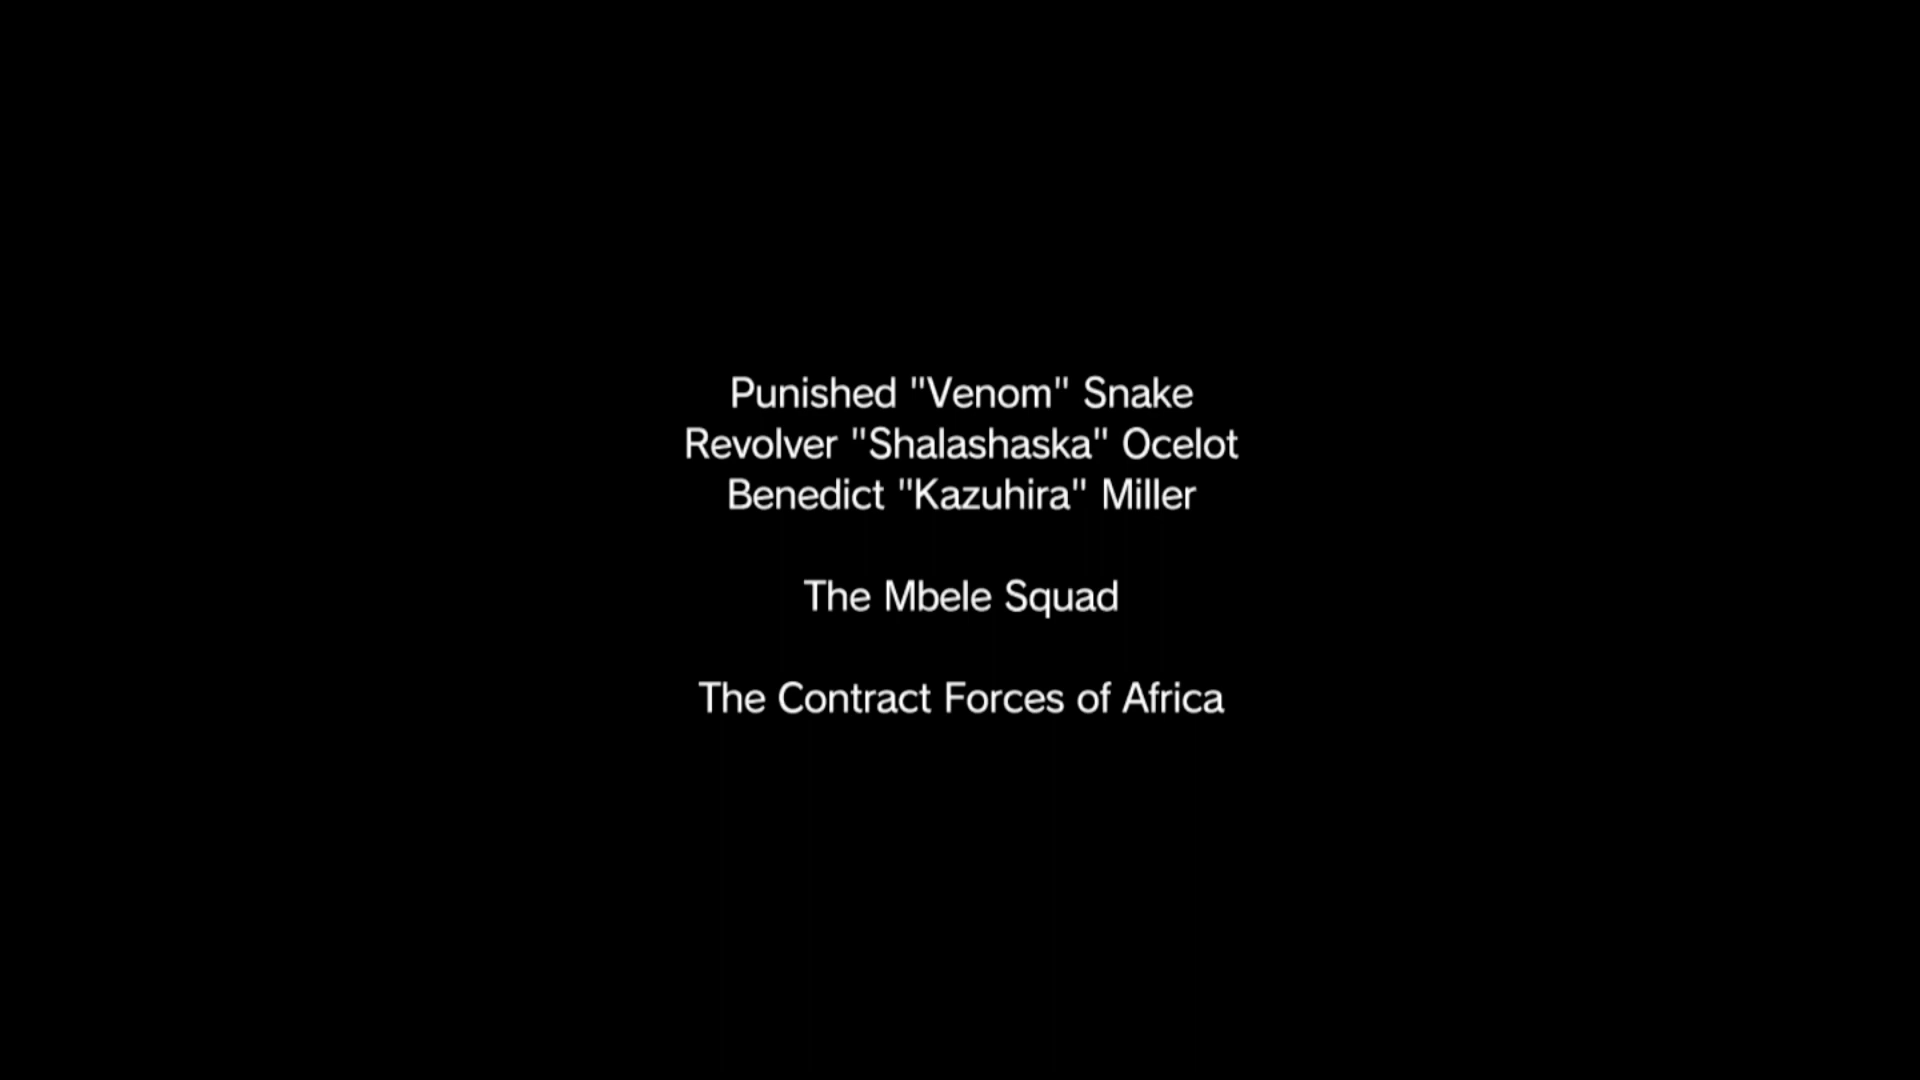 Punished "Venom" Snake
Revolver "Shalashaska" Ocelot
Benedict "Kazuhira" Miller
The Mbele Squad
The Contract Forces of Africa